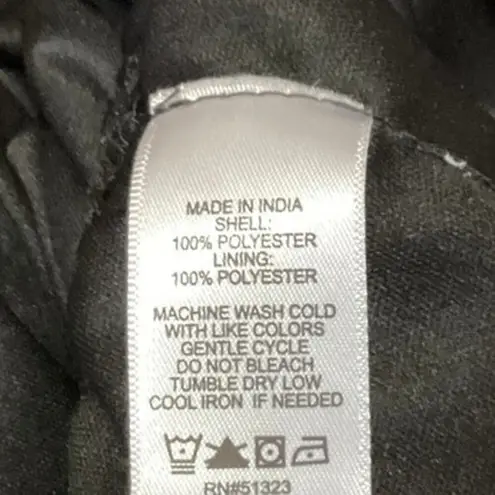 MADE IN INDIA
SHELL:
100% POLYESTER
LINING:
100% POLYESTER
MACHINE WASH COLD
WITH LIKE COLORS
GENTLE CYCLE
DO NOT BLEACH
TUMBLE DRY LOW
COOL IRON IF NEEDED
RN#51323